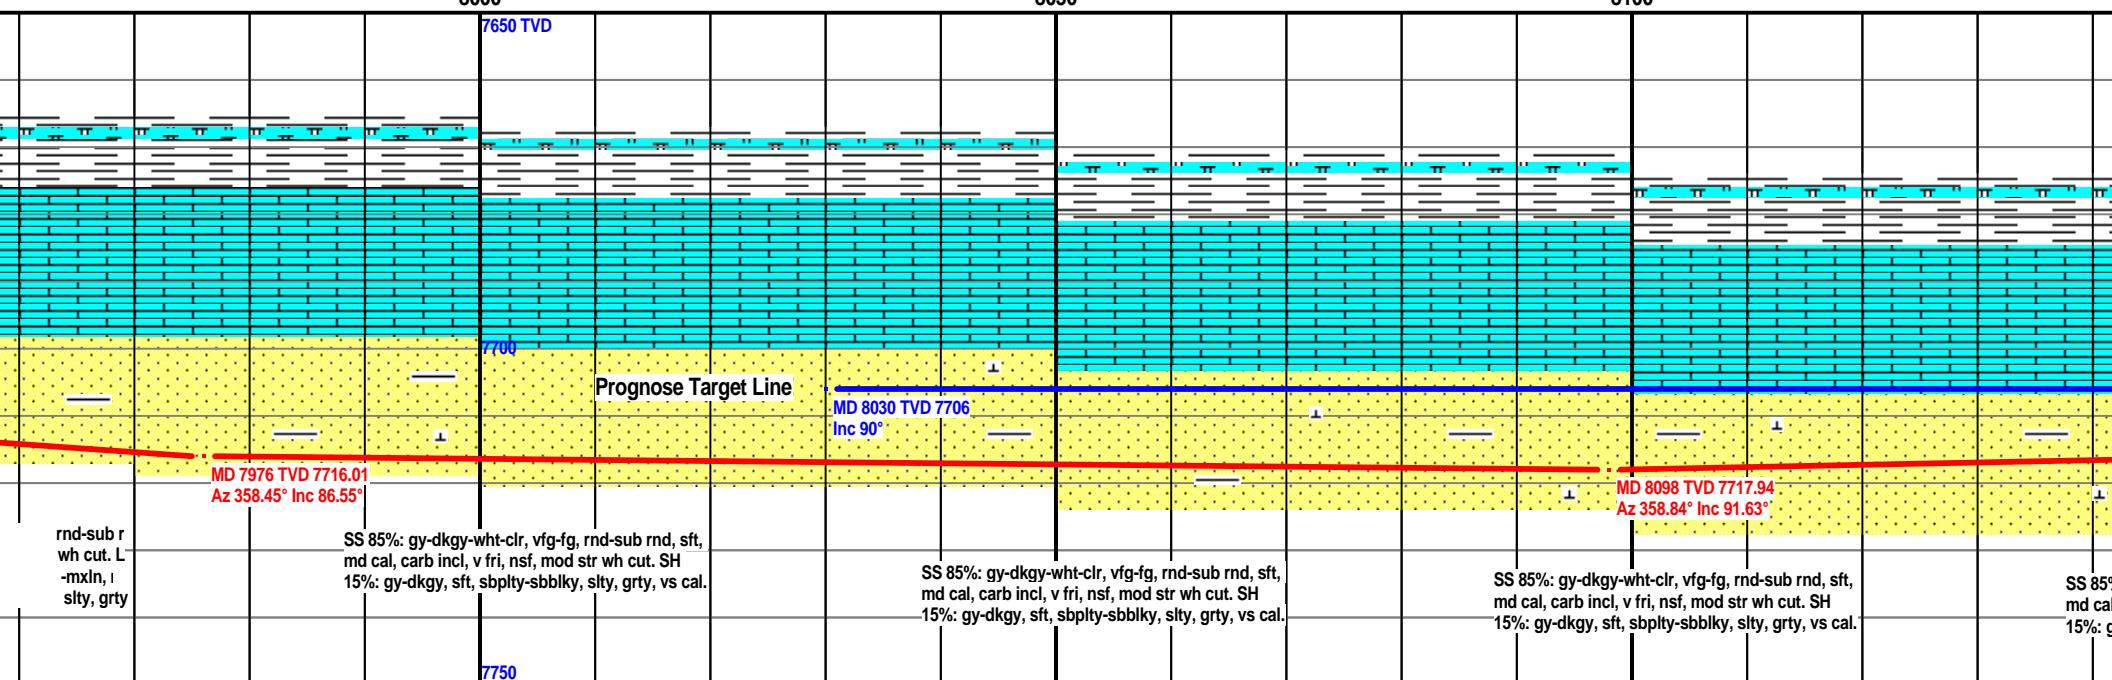 8000
8050
8100
7650 TVD
7700
Prognose Target Line
MD 8030 TVD 7706
Inc 90°
MD 7976 TVD 7716.01
Az 358.45° Inc 86.55°
MD 8098 TVD 7717.94
Az 358.84° Inc 91.63°
rnd-sub r
wh cut. L
-mxln,
slty, grty
SS 85%: gy-dkgy-wht-clr, vfg-fg, rnd-sub rnd, sft,
md cal, carb incl, v fri, nsf, mod str wh cut. SH
15%: gy-dkgy, sft, sbplty-sbblky, slty, grty, vs cal.
SS 85%: gy-dkgy-wht-clr, vfg-fg, rnd-sub rnd, sft,
md cal, carb incl, v fri, nsf, mod str wh cut. SH
15%: gy-dkgy, sft, sbplty-sbblky, slty, grty, vs cal.
SS 85%: gy-dkgy-wht-clr, vfg-fg, rnd-sub rnd, sft,
md cal, carb incl, v fri, nsf, mod str wh cut. SH
15%: gy-dkgy, sft, sbplty-sbblky, slty, grty, vs cal.
SS 85%
md cal
15%: g
7750